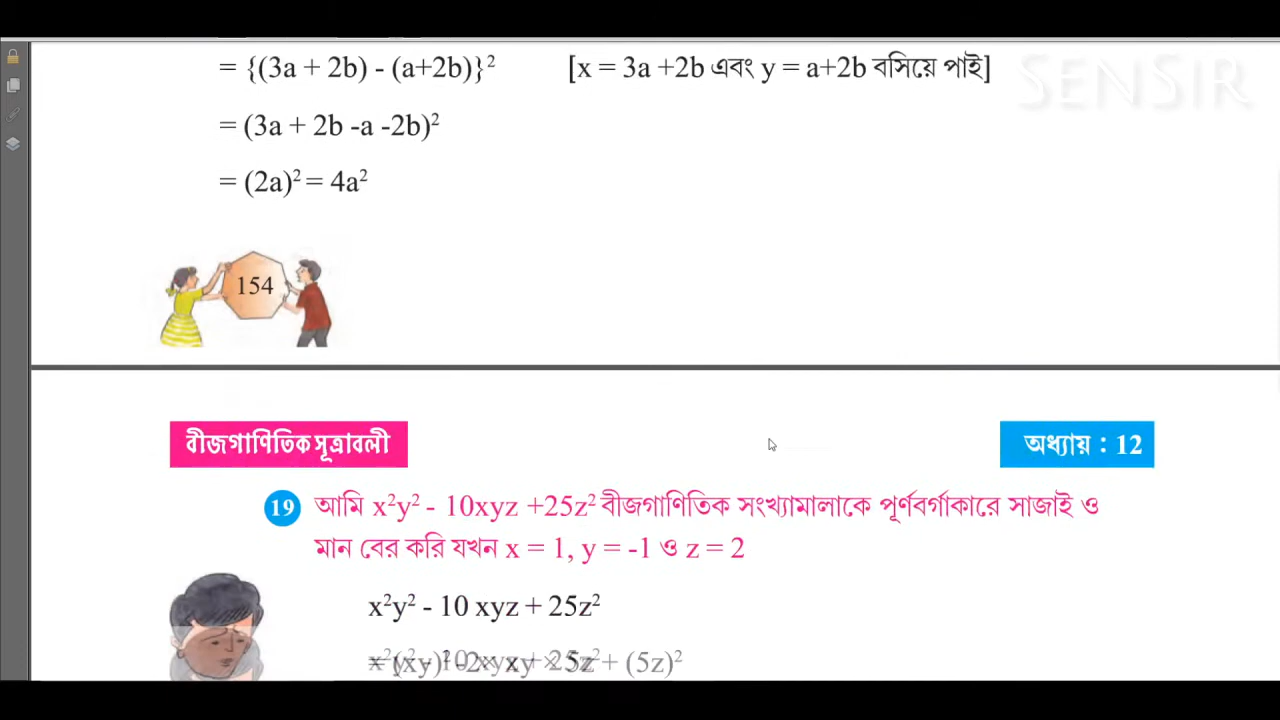 SENSIR
= {(3a + 2b) - (a+2b)}² [x = 3a +2b এবং y = a+2b বসিয়ে পাই]
= (3a + 2b -a -2b)²
= (2a)² = 4a²
154
বীজগাণিতিক সূত্রাবলী
অধ্যায় : 12
19 আমি x²y² - 10xyz +25z² বীজগাণিতিক সংখ্যামালাকে পূর্ণবর্গাকারে সাজাই ও
মান বের করি যখন x = 1, y = -1 ও z = 2
x²y² - 10 xyz + 25z²